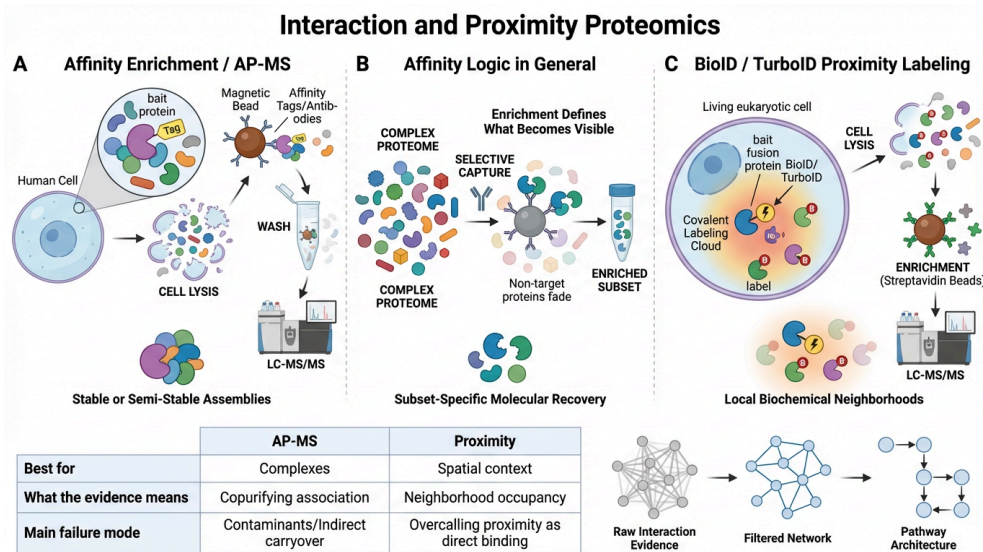 Interaction and Proximity Proteomics
A Affinity Enrichment / AP-MS
bait
protein
Tag
Human Cell
CELL LYSIS
Magnetic
Bead
Affinity
Tags/Antib-
odies
WASH
LC-MS/MS
Stable or Semi-Stable Assemblies
B Affinity Logic in General
Enrichment Defines
What Becomes Visible
COMPLEX
PROTEOME
SELECTIVE
CAPTURE
COMPLEX
PROTEOME
Non-target
proteins fade
ENRICHED
SUBSET
Subset-Specific Molecular Recovery
C BioID / TurboID Proximity Labeling
Living eukaryotic cell
bait
fusion
protein
BioID/
TurboID
Covalent
Labeling
Cloud
B
B
B
label
CELL
LYSIS
B
B
B
B
ENRICHMENT
(Streptavidin Beads)
LC-MS/MS
B
B
Local Biochemical Neighborhoods
AP-MS Proximity
Best for Complexes Spatial context
What the evidence means Copurifying association Neighborhood occupancy
Main failure mode Contaminants/Indirect carryover Overcalling proximity as direct binding
Raw Interaction
Evidence
Filtered Network
Pathway
Architecture